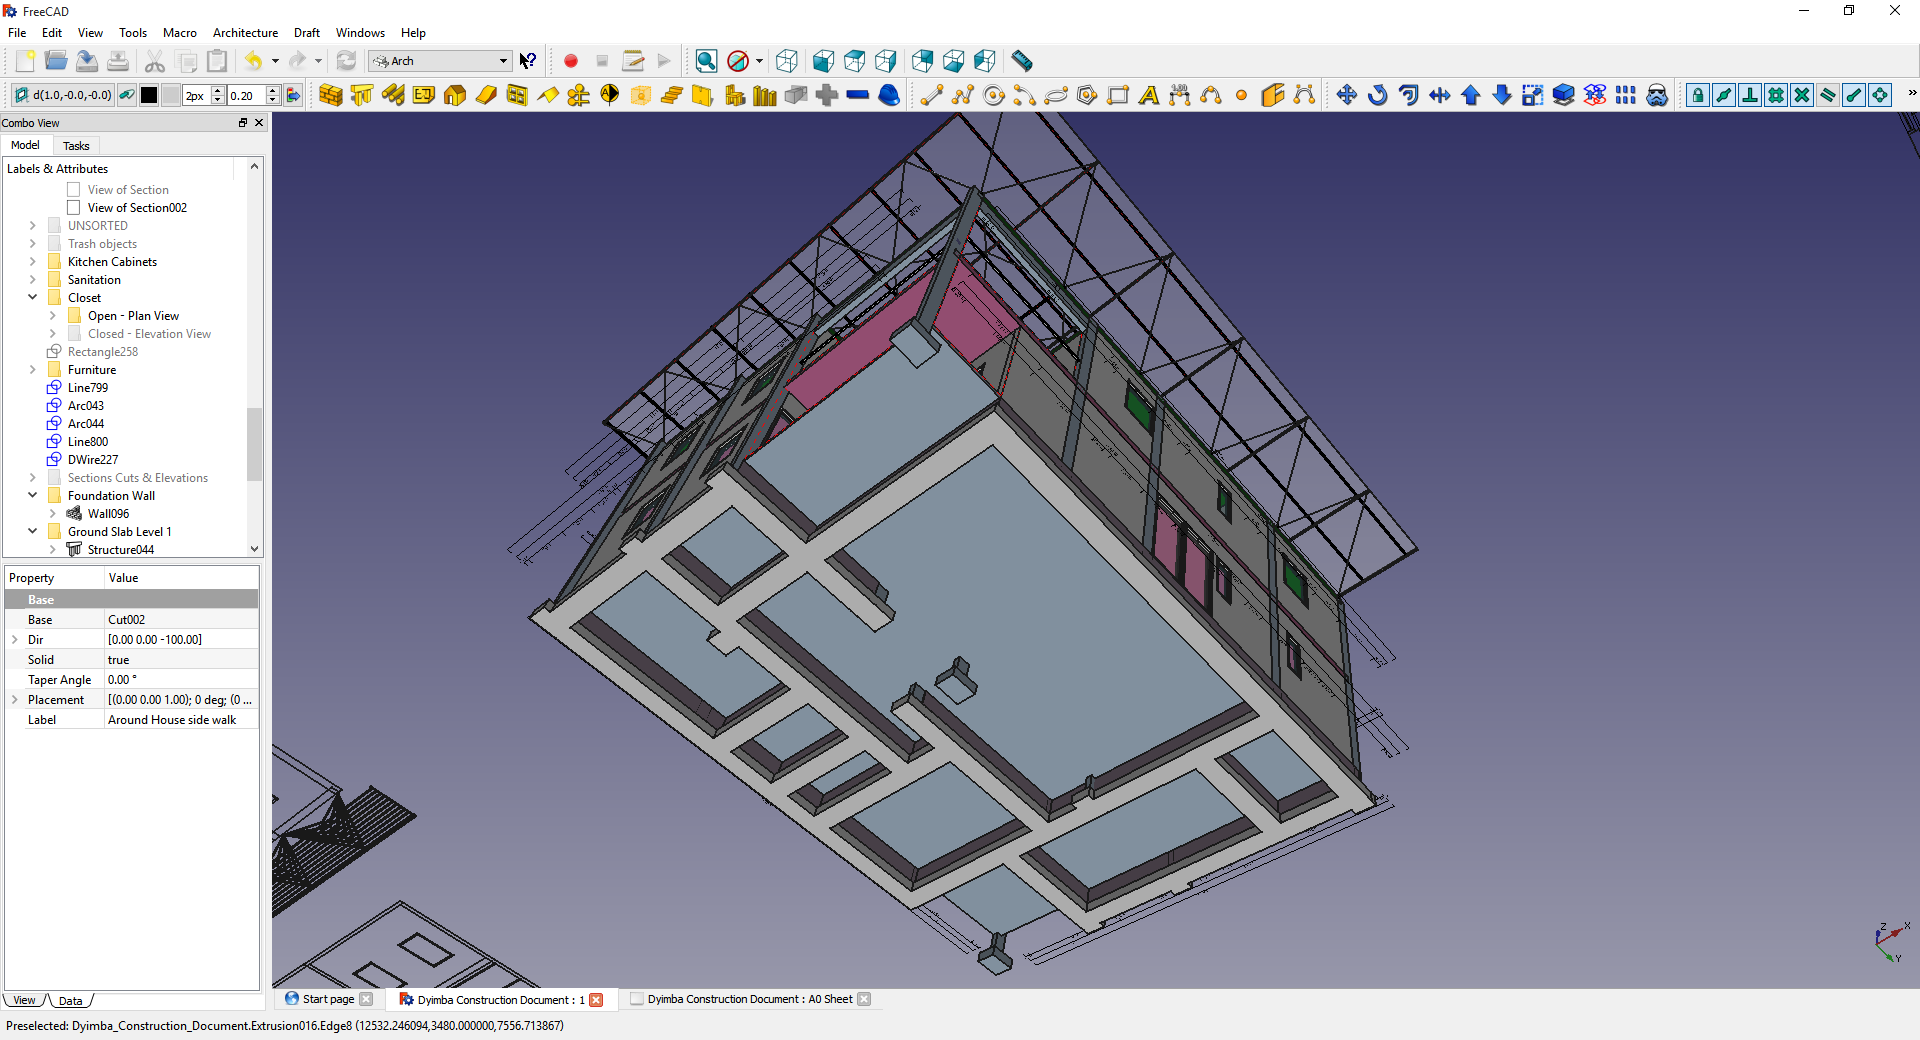 FreeCAD
File Edit View Tools Macro Architecture Draft Windows Help
Arch
d(1.0,-0.0,-0.0) 2px 0.20
Combo View
Model Tasks
Labels & Attributes
View of Section
View of Section002
UNSORTED
Trash objects
Kitchen Cabinets
Sanitation
Closet
Open - Plan View
Closed - Elevation View
Rectangle258
Furniture
Line799
Arc043
Arc044
Line800
DWire227
Sections Cuts & Elevations
Foundation Wall
Wall096
Ground Slab Level 1
Structure044
Property Value
Base
Base Cut002
Dir [0.00 0.00 -100.00]
Solid true
Taper Angle 0.00 °
Placement [(0.00 0.00 1.00); 0 deg; (0 ...
Label Around House side walk
Z X
Y
View Data
Start page Dyimba Construction Document : 1 Dyimba Construction Document : A0 Sheet
Preselected: Dyimba_Construction_Document.Extrusion016.Edge8 (12532.246094,3480.000000,7556.713867)